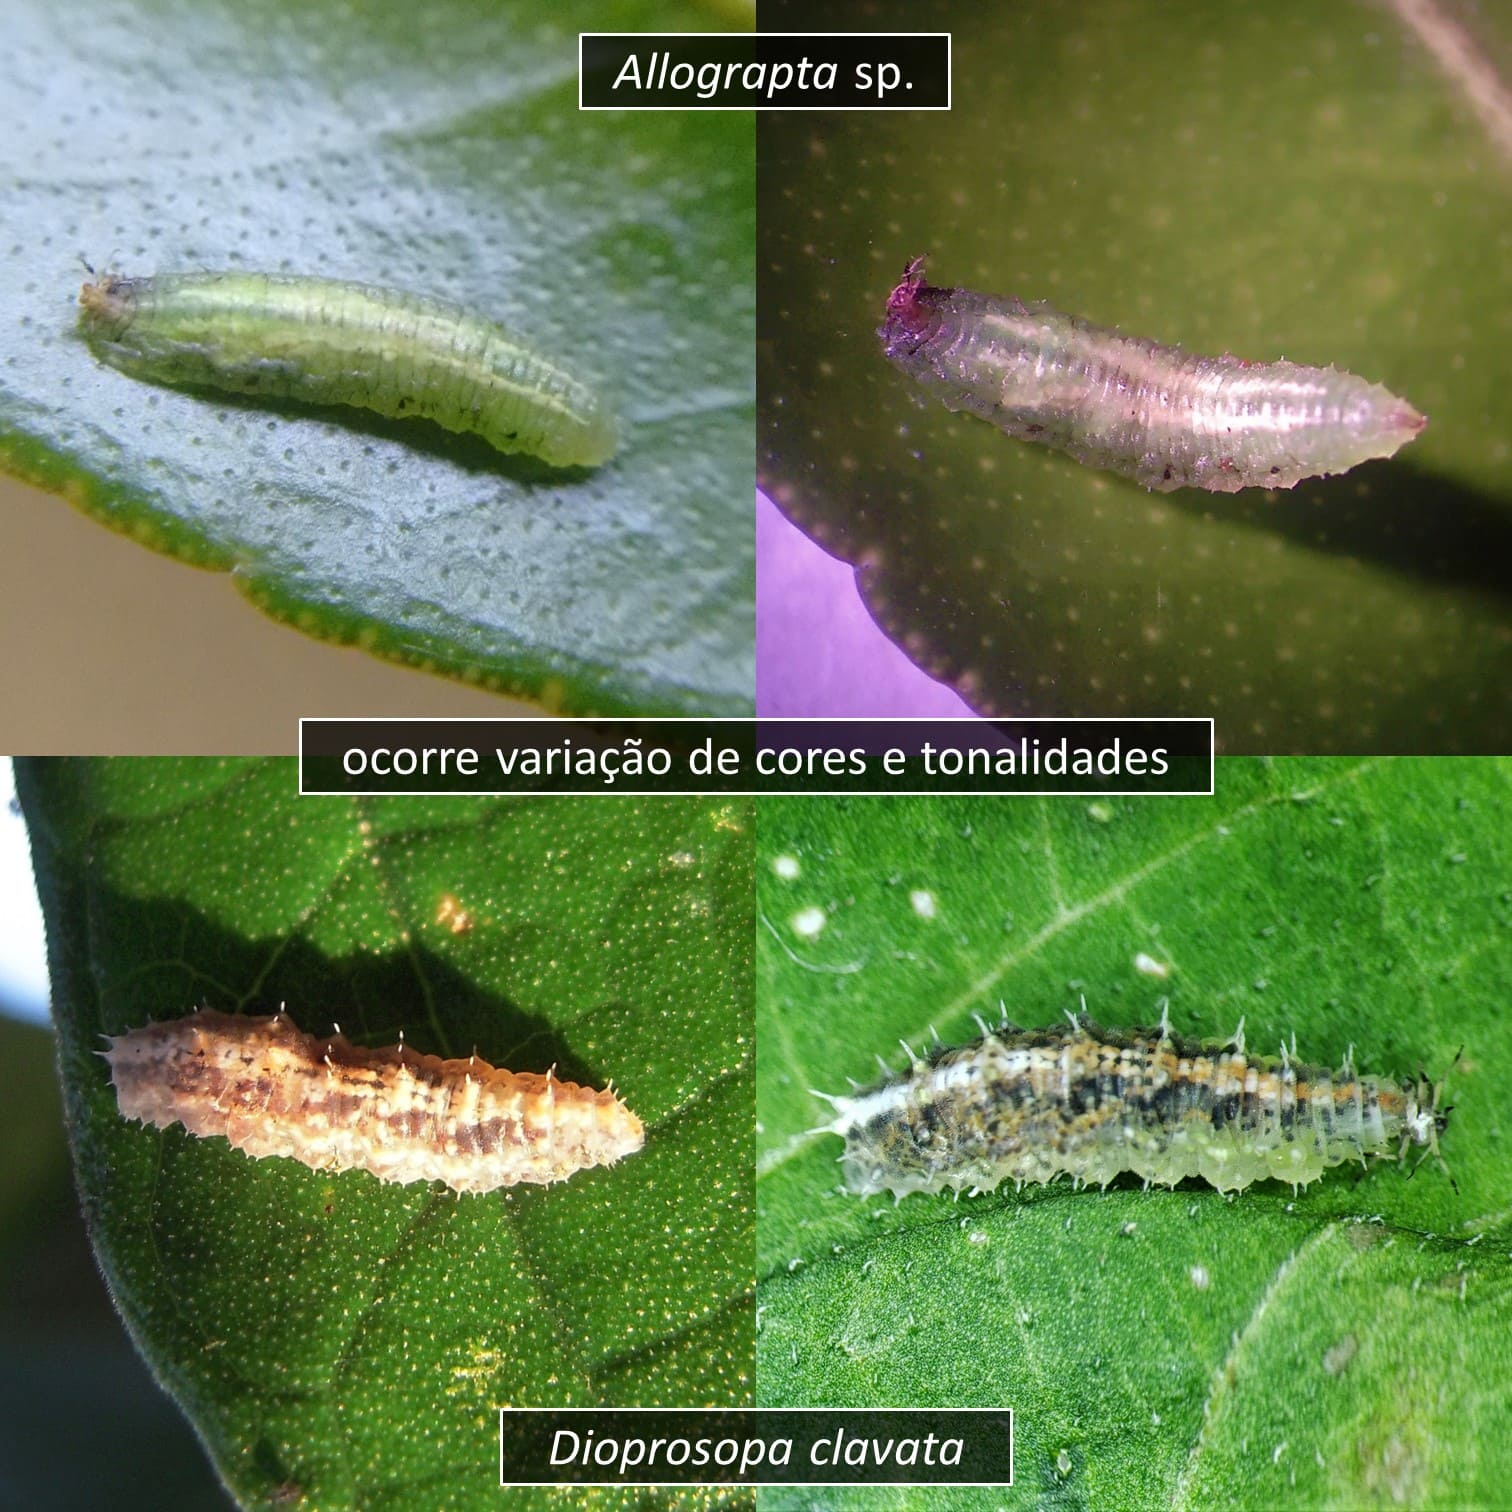 Allograpta sp.
ocorre variação de cores e tonalidades
Dioprosopa clavata